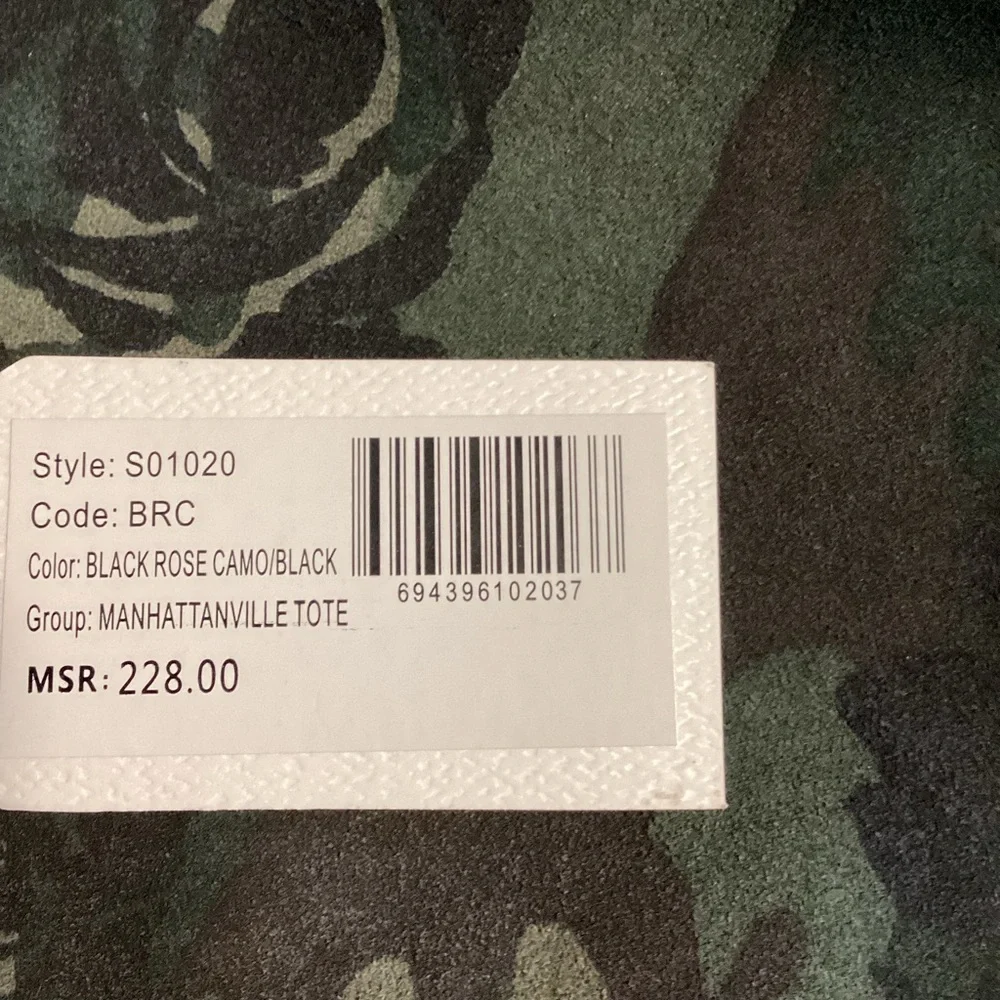 Style: S01020
Code: BRC
Color: BLACK ROSE CAMO/BLACK
Group: MANHATTANVILLE TOTE
MSR: 228.00
694396102037